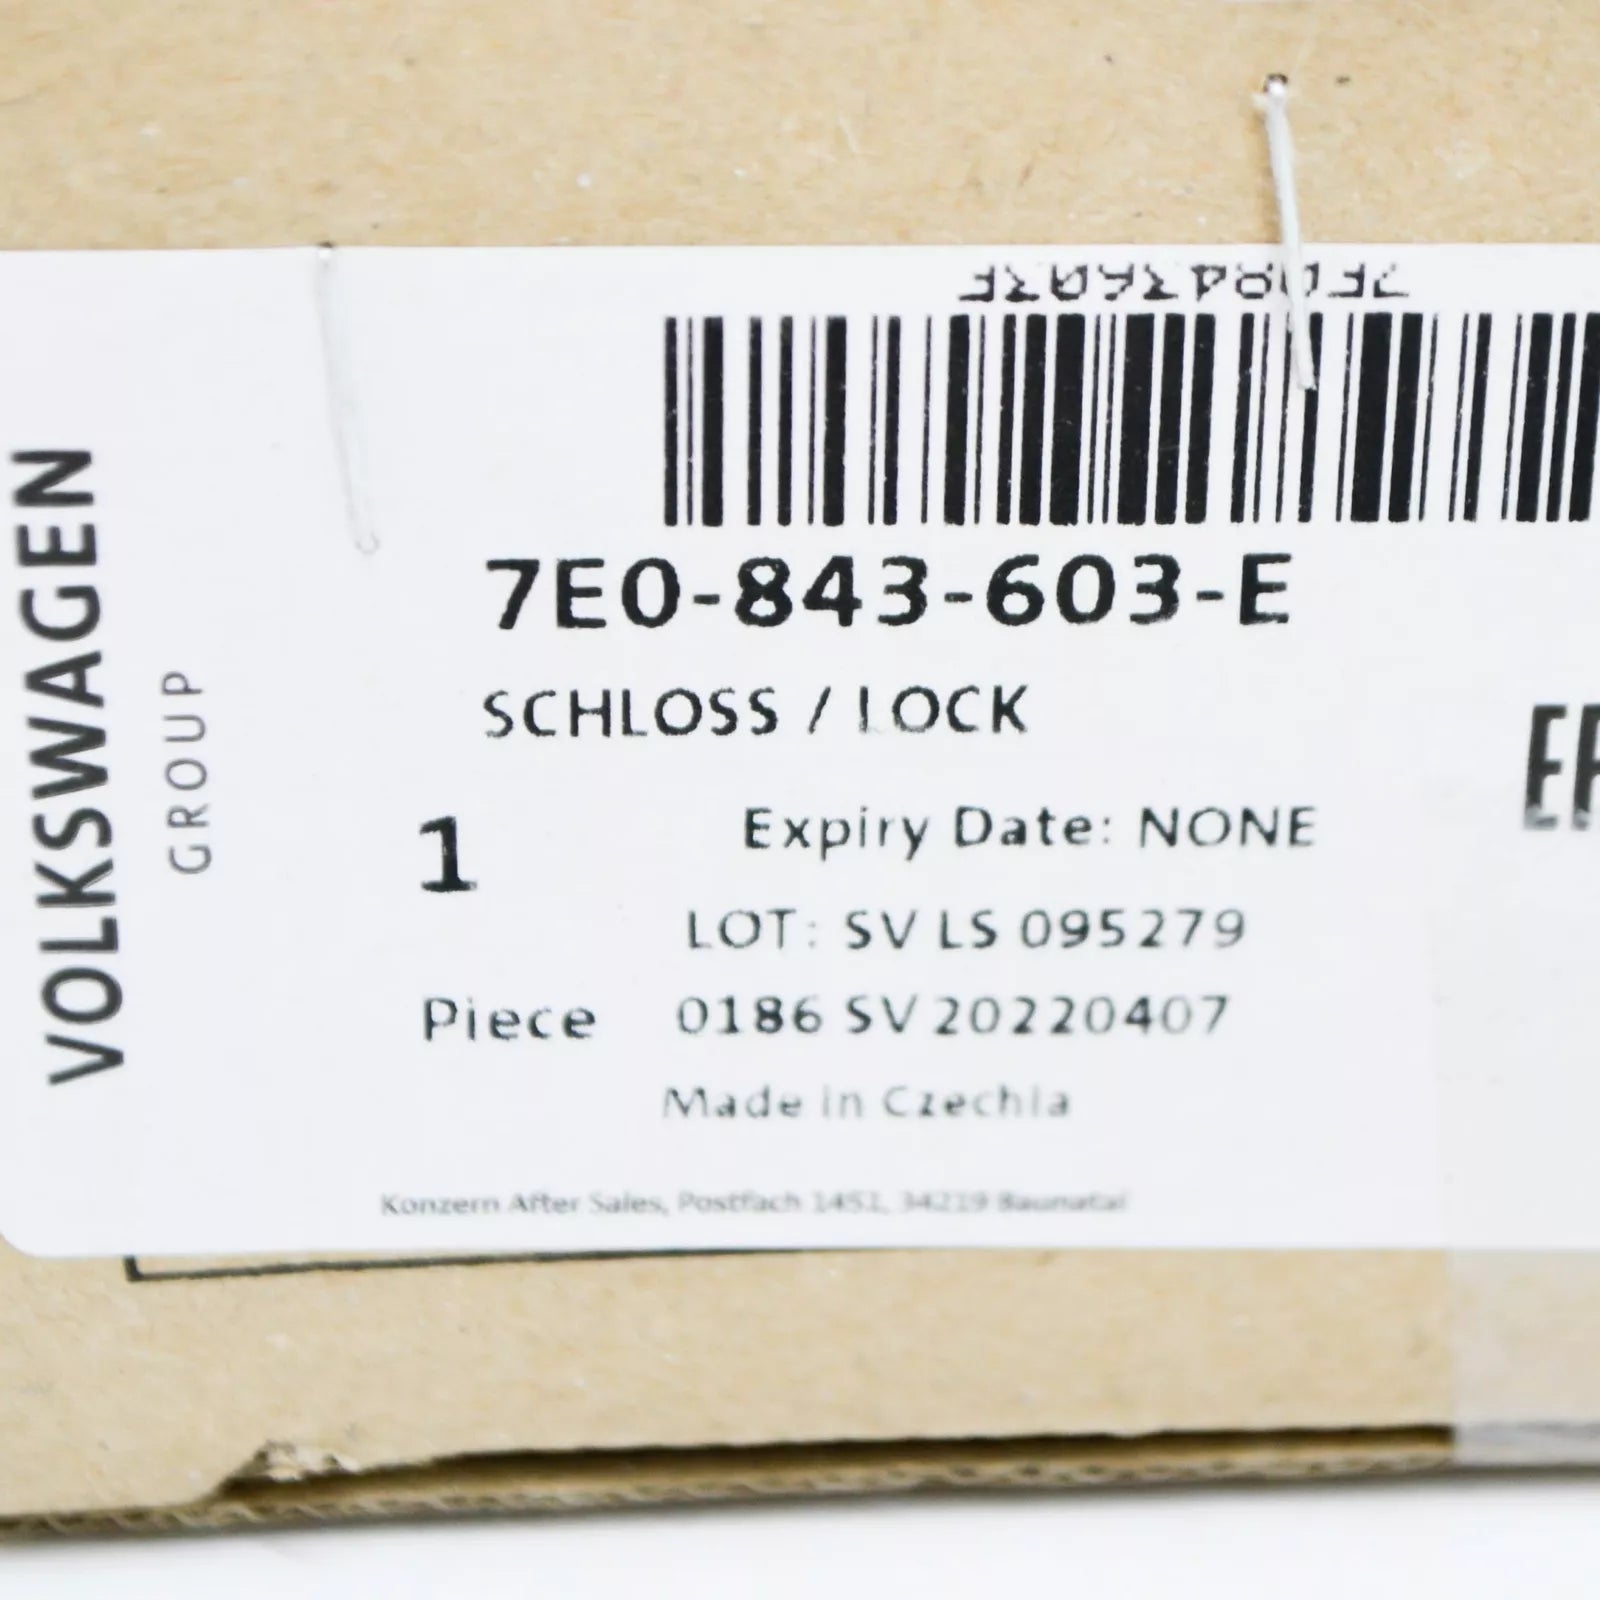 VOLKSWAGEN
GROUP
7E0-843-603-E
SCHLOSS / LOCK
1
Expiry Date: NONE
LOT: SV LS 095279
Piece
0186 SV 20220407
Made in Czechia
Konzern After Sales, Postfach 1451, 34219 Baunatal